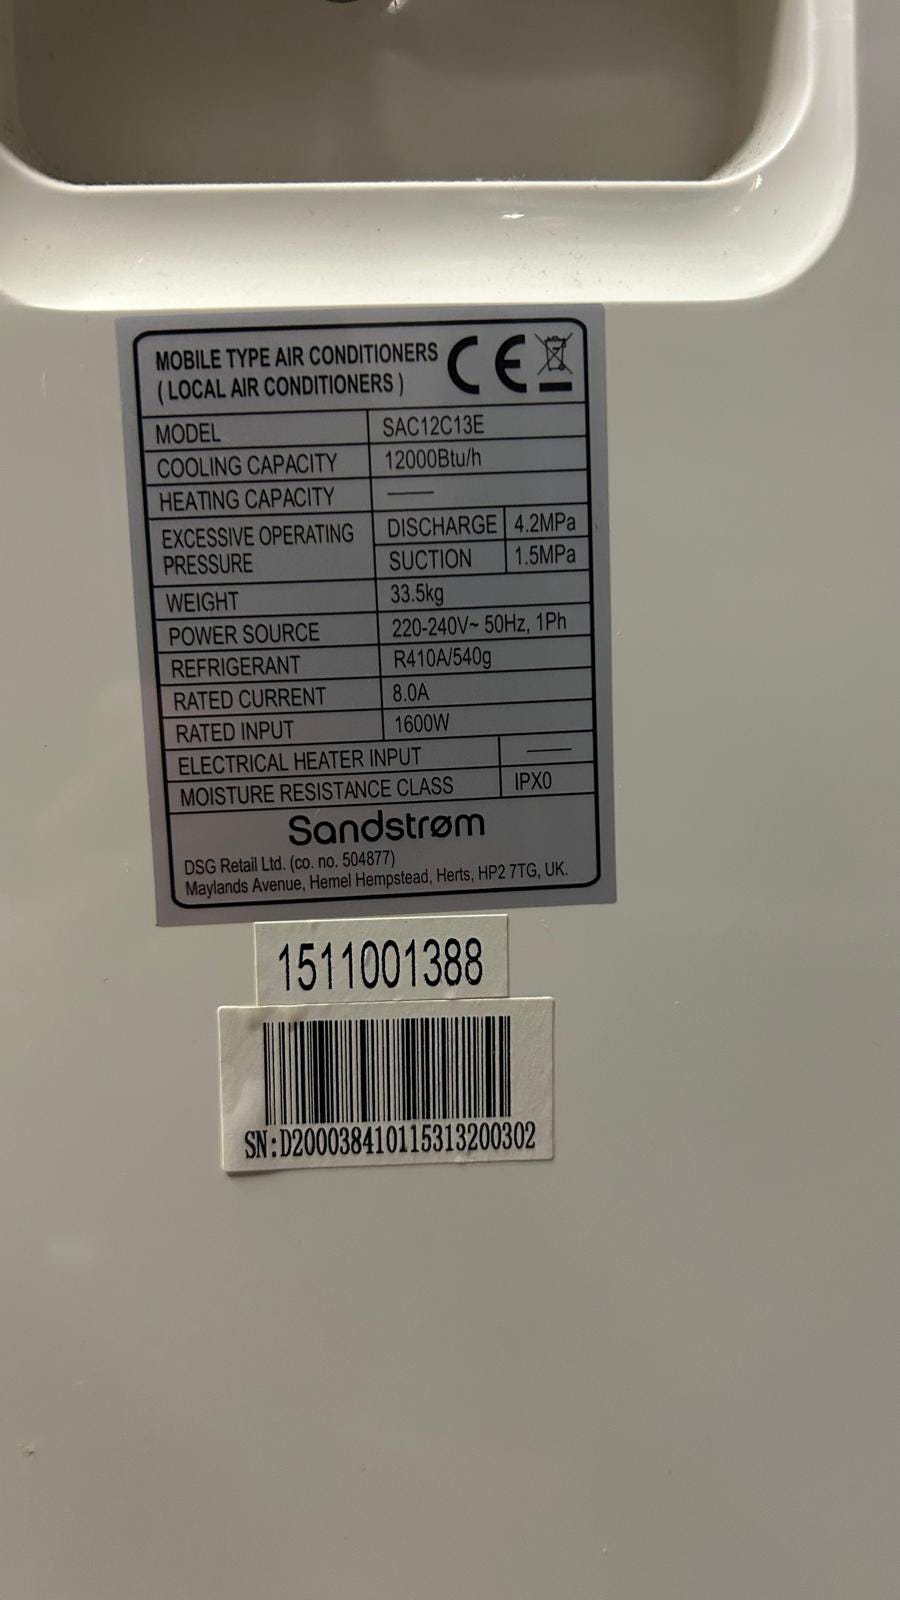 MOBILE TYPE AIR CONDITIONERS
( LOCAL AIR CONDITIONERS )
CE
MODEL SAC12C13E
COOLING CAPACITY 12000Btu/h
HEATING CAPACITY ——
EXCESSIVE OPERATING PRESSURE DISCHARGE 4.2MPa
SUCTION 1.5MPa
WEIGHT 33.5kg
POWER SOURCE 220-240V~ 50Hz, 1Ph
REFRIGERANT R410A/540g
RATED CURRENT 8.0A
RATED INPUT 1600W
ELECTRICAL HEATER INPUT ——
MOISTURE RESISTANCE CLASS IPX0
Sandstrøm
DSG Retail Ltd. (co. no. 504877)
Maylands Avenue, Hemel Hempstead, Herts, HP2 7TG, UK.
1511001388
SN:D200038410115313200302